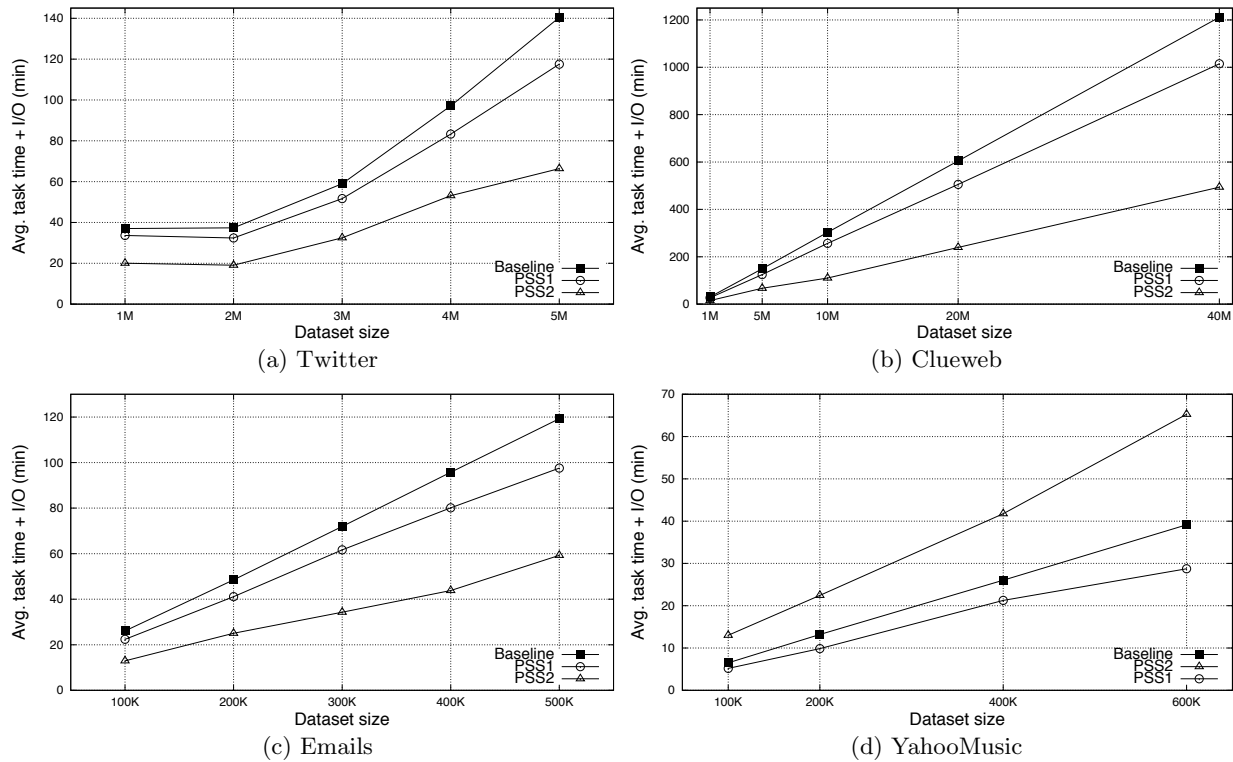 140
120
100
80
60
40
20
0
Avg. task time + I/O (min)
Baseline
PSS1
PSS2
1M 2M 3M 4M 5M
Dataset size
(a) Twitter
1200
1000
800
600
400
200
0
Avg. task time + I/O (min)
Baseline
PSS1
PSS2
1M 5M 10M 20M 40M
Dataset size
(b) Clueweb
120
100
80
60
40
20
0
Avg. task time + I/O (min)
Baseline
PSS1
PSS2
100K 200K 300K 400K 500K
Dataset size
(c) Emails
70
60
50
40
30
20
10
0
Avg. task time + I/O (min)
Baseline
PSS2
PSS1
100K 200K 400K 600K
Dataset size
(d) YahooMusic